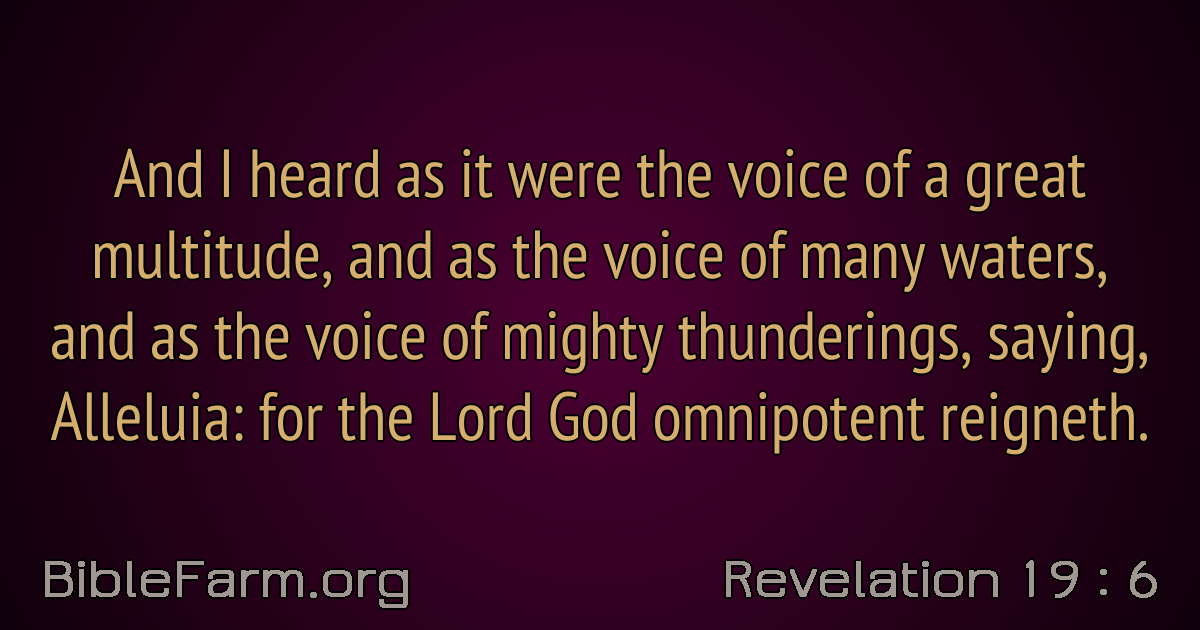 And I heard as it were the voice of a great
multitude, and as the voice of many waters,
and as the voice of mighty thunderings, saying,
Alleluia: for the Lord God omnipotent reigneth.
BibleFarm.org
Revelation 19 : 6